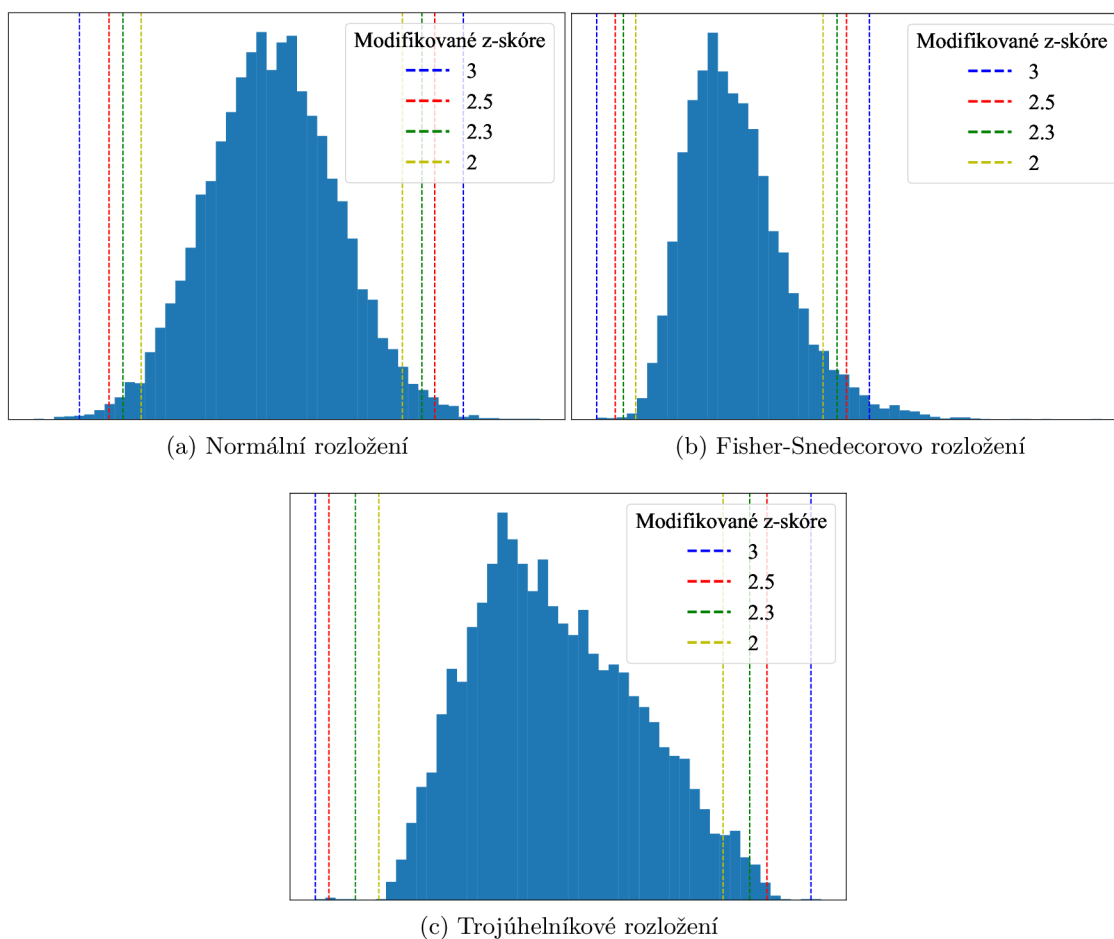 Modifikované z-skóre
3
2.5
2.3
2
Modifikované z-skóre
3
2.5
2.3
2
(a) Normální rozložení
(b) Fisher-Snedecorovo rozložení
Modifikované z-skóre
3
2.5
2.3
2
(c) Trojúhelníkové rozložení